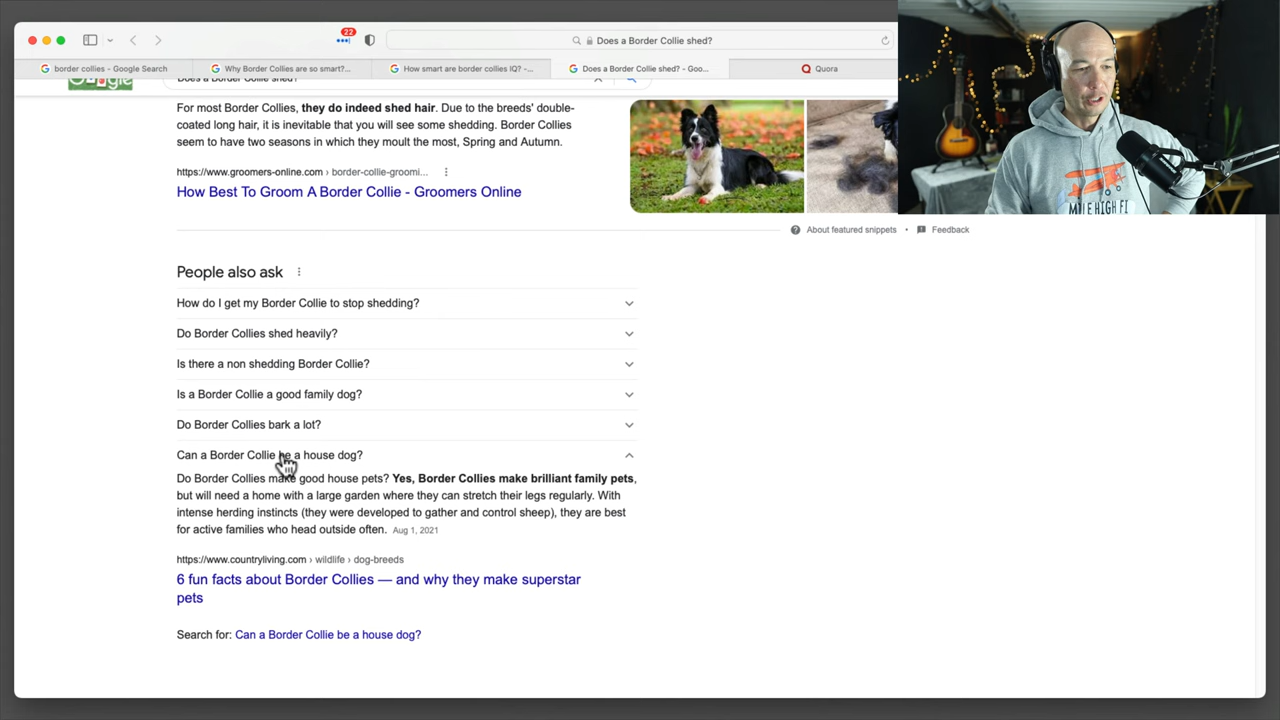 22
Does a Border Collie shed?
border collies - Google Search
Why Border Collies are so smart?...
How smart are border collies IQ? -...
Does a Border Collie shed? - Goo...
Quora
Does a Border Collie shed?
For most Border Collies, they do indeed shed hair. Due to the breeds' double-
coated long hair, it is inevitable that you will see some shedding. Border Collies
seem to have two seasons in which they moult the most, Spring and Autumn.
https://www.groomers-online.com › border-collie-groomi...
How Best To Groom A Border Collie - Groomers Online
About featured snippets • Feedback
People also ask
How do I get my Border Collie to stop shedding?
Do Border Collies shed heavily?
Is there a non shedding Border Collie?
Is a Border Collie a good family dog?
Do Border Collies bark a lot?
Can a Border Collie be a house dog?
Do Border Collies make good house pets? Yes, Border Collies make brilliant family pets,
but will need a home with a large garden where they can stretch their legs regularly. With
intense herding instincts (they were developed to gather and control sheep), they are best
for active families who head outside often. Aug 1, 2021
https://www.countryliving.com › wildlife › dog-breeds
6 fun facts about Border Collies — and why they make superstar
pets
Search for: Can a Border Collie be a house dog?
MILE HIGH FI